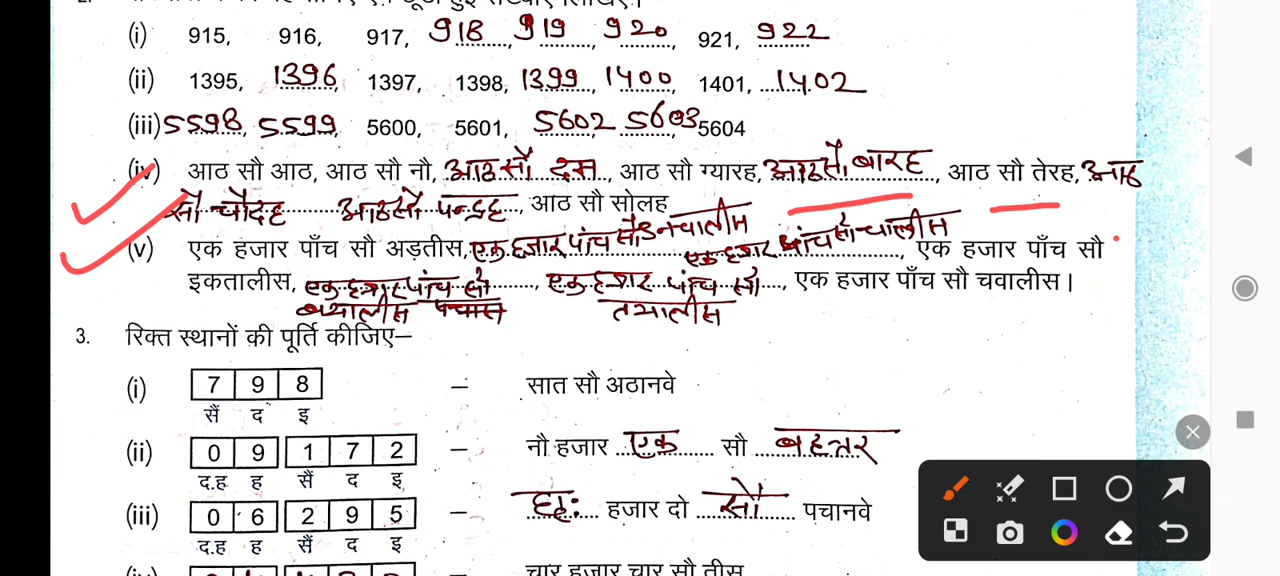 (i) 915, 916, 917, 918, 919, 920, 921, 922
(ii) 1395, 1396, 1397, 1398, 1399, 1400, 1401, 1402
(iii) 5598, 5599, 5600, 5601, 5602, 5603, 5604
(iv) आठ सौ आठ, आठ सौ नौ, आठ सौ दस, आठ सौ ग्यारह, आठ सौ बारह, आठ सौ तेरह, आठ
सौ चौदह आठ सौ पन्द्रह, आठ सौ सोलह
(v) एक हजार पाँच सौ अड़तीस, एक हजार पांच सौ उनचालीस एक हजार पांच सौ चालीस, एक हजार पाँच सौ
इकतालीस, एक हजार पांच सौ, एक हजार पांच सौ, एक हजार पाँच सौ चवालीस।
बयालीस पचास तयालीस
3. रिक्त स्थानों की पूर्ति कीजिए–
(i) 7 9 8 – सात सौ अठानवे
सैं द इ
(ii) 0 9 1 7 2 – नौ हजार एक सौ बहत्तर
द.ह ह सैं द इ
(iii) 0 6 2 9 5 – छः हजार दो सौ पचानवे
द.ह ह सैं द इ
चार हजार चार सौ तीस